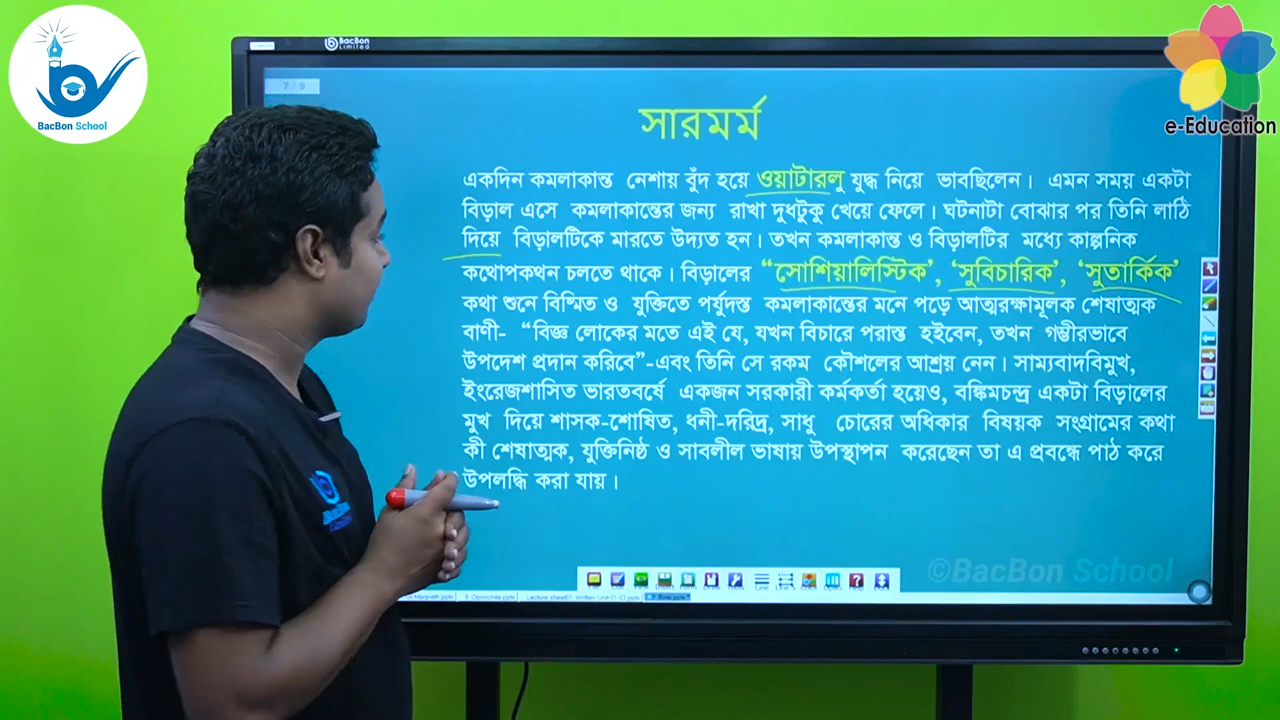 BacBon School
BacBon
Limited
e-Education
7 / 9
সারমর্ম
একদিন কমলাকান্ত নেশায় বুঁদ হয়ে ওয়াটারলু যুদ্ধ নিয়ে ভাবছিলেন। এমন সময় একটা
বিড়াল এসে কমলাকান্তের জন্য রাখা দুধটুকু খেয়ে ফেলে। ঘটনাটা বোঝার পর তিনি লাঠি
দিয়ে বিড়ালটিকে মারতে উদ্যত হন। তখন কমলাকান্ত ও বিড়ালটির মধ্যে কাল্পনিক
কথোপকথন চলতে থাকে। বিড়ালের “সোশিয়ালিস্টিক’, ‘সুবিচারিক’, ‘সুতার্কিক’
কথা শুনে বিষ্মিত ও যুক্তিতে পর্যুদস্ত কমলাকান্তের মনে পড়ে আত্মরক্ষামূলক শেষাত্মক
বাণী- “বিজ্ঞ লোকের মতে এই যে, যখন বিচারে পরাস্ত হইবেন, তখন গম্ভীরভাবে
উপদেশ প্রদান করিবে”-এবং তিনি সে রকম কৌশলের আশ্রয় নেন। সাম্যবাদবিমুখ,
ইংরেজশাসিত ভারতবর্ষে একজন সরকারী কর্মকর্তা হয়েও, বঙ্কিমচন্দ্র একটা বিড়ালের
মুখ দিয়ে শাসক-শোষিত, ধনী-দরিদ্র, সাধু চোরের অধিকার বিষয়ক সংগ্রামের কথা
কী শেষাত্মক, যুক্তিনিষ্ঠ ও সাবলীল ভাষায় উপস্থাপন করেছেন তা এ প্রবন্ধে পাঠ করে
উপলদ্ধি করা যায়।
©BacBon School